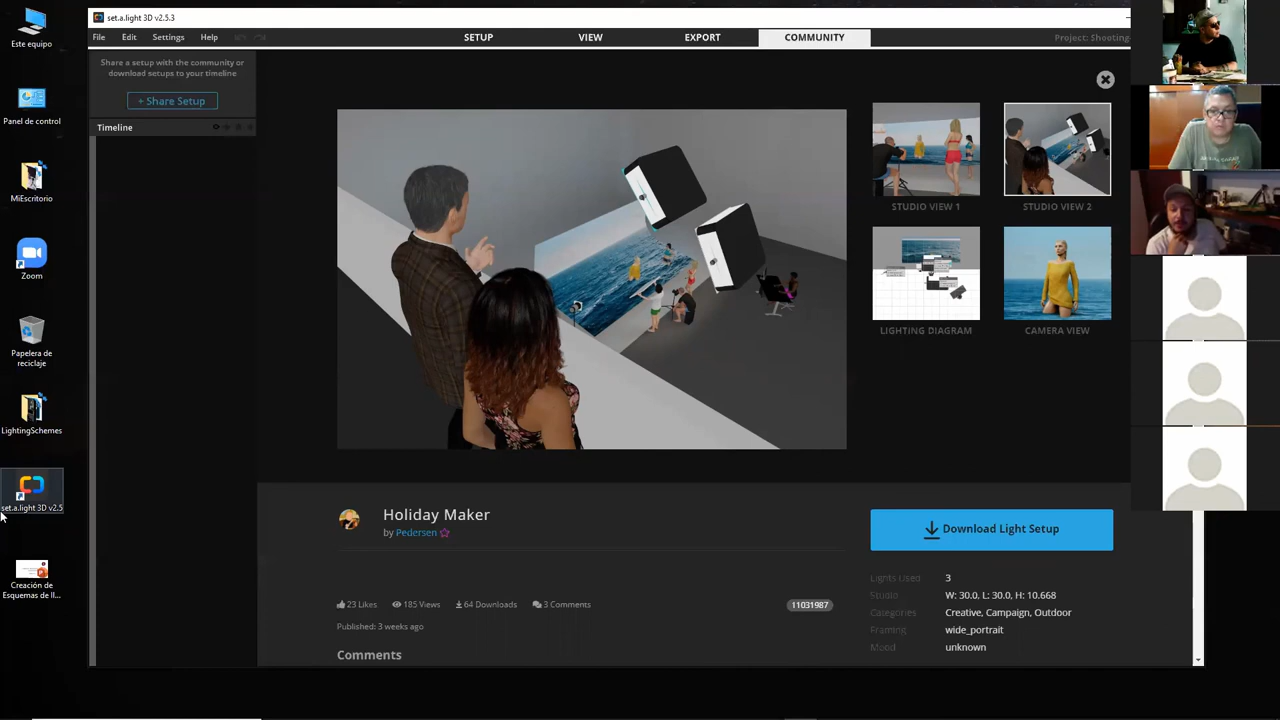 Este equipo
Panel de control
MiEscritorio
Zoom
Papelera de
reciclaje
LightingSchemes
set.a.light 3D v2.5
Creación de
Esquemas de Il...
set.a.light 3D v2.5.3
File Edit Settings Help
SETUP VIEW EXPORT COMMUNITY
Project: Shooting
Share a setup with the community or
download setups to your timeline
+ Share Setup
Timeline
STUDIO VIEW 1
STUDIO VIEW 2
LIGHTING DIAGRAM
CAMERA VIEW
Holiday Maker
by Pedersen
Download Light Setup
23 Likes 185 Views 64 Downloads 3 Comments
11031987
Published: 3 weeks ago
Comments
Lights Used 3
Studio W: 30.0, L: 30.0, H: 10.668
Categories Creative, Campaign, Outdoor
Framing wide_portrait
Mood unknown